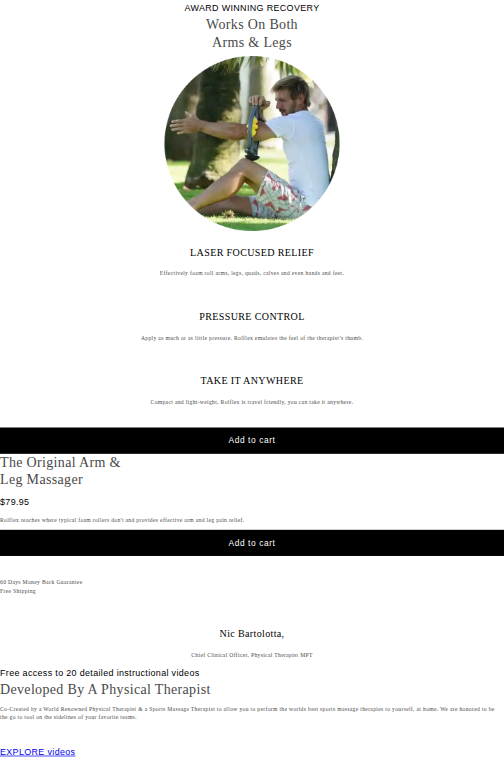 AWARD WINNING RECOVERY
Works On Both
Arms & Legs
LASER FOCUSED RELIEF
Effectively foam roll arms, legs, quads, calves and even hands and feet.
PRESSURE CONTROL
Apply as much or as little pressure. Rolflex emulates the feel of the therapist's thumb.
TAKE IT ANYWHERE
Compact and light-weight, Rolflex is travel friendly, you can take it anywhere.
Add to cart
The Original Arm &
Leg Massager
$79.95
Rolflex reaches where typical foam rollers don't and provides effective arm and leg pain relief.
Add to cart
60 Days Money Back Guarantee
Free Shipping
Nic Bartolotta,
Chief Clinical Officer, Physical Therapist MPT
Free access to 20 detailed instructional videos
Developed By A Physical Therapist
Co-Created by a World Renowned Physical Therapist & a Sports Massage Therapist to allow you to perform the worlds best sports massage therapies to yourself, at home. We are honored to be
the go to tool on the sidelines of your favorite teams.
EXPLORE videos